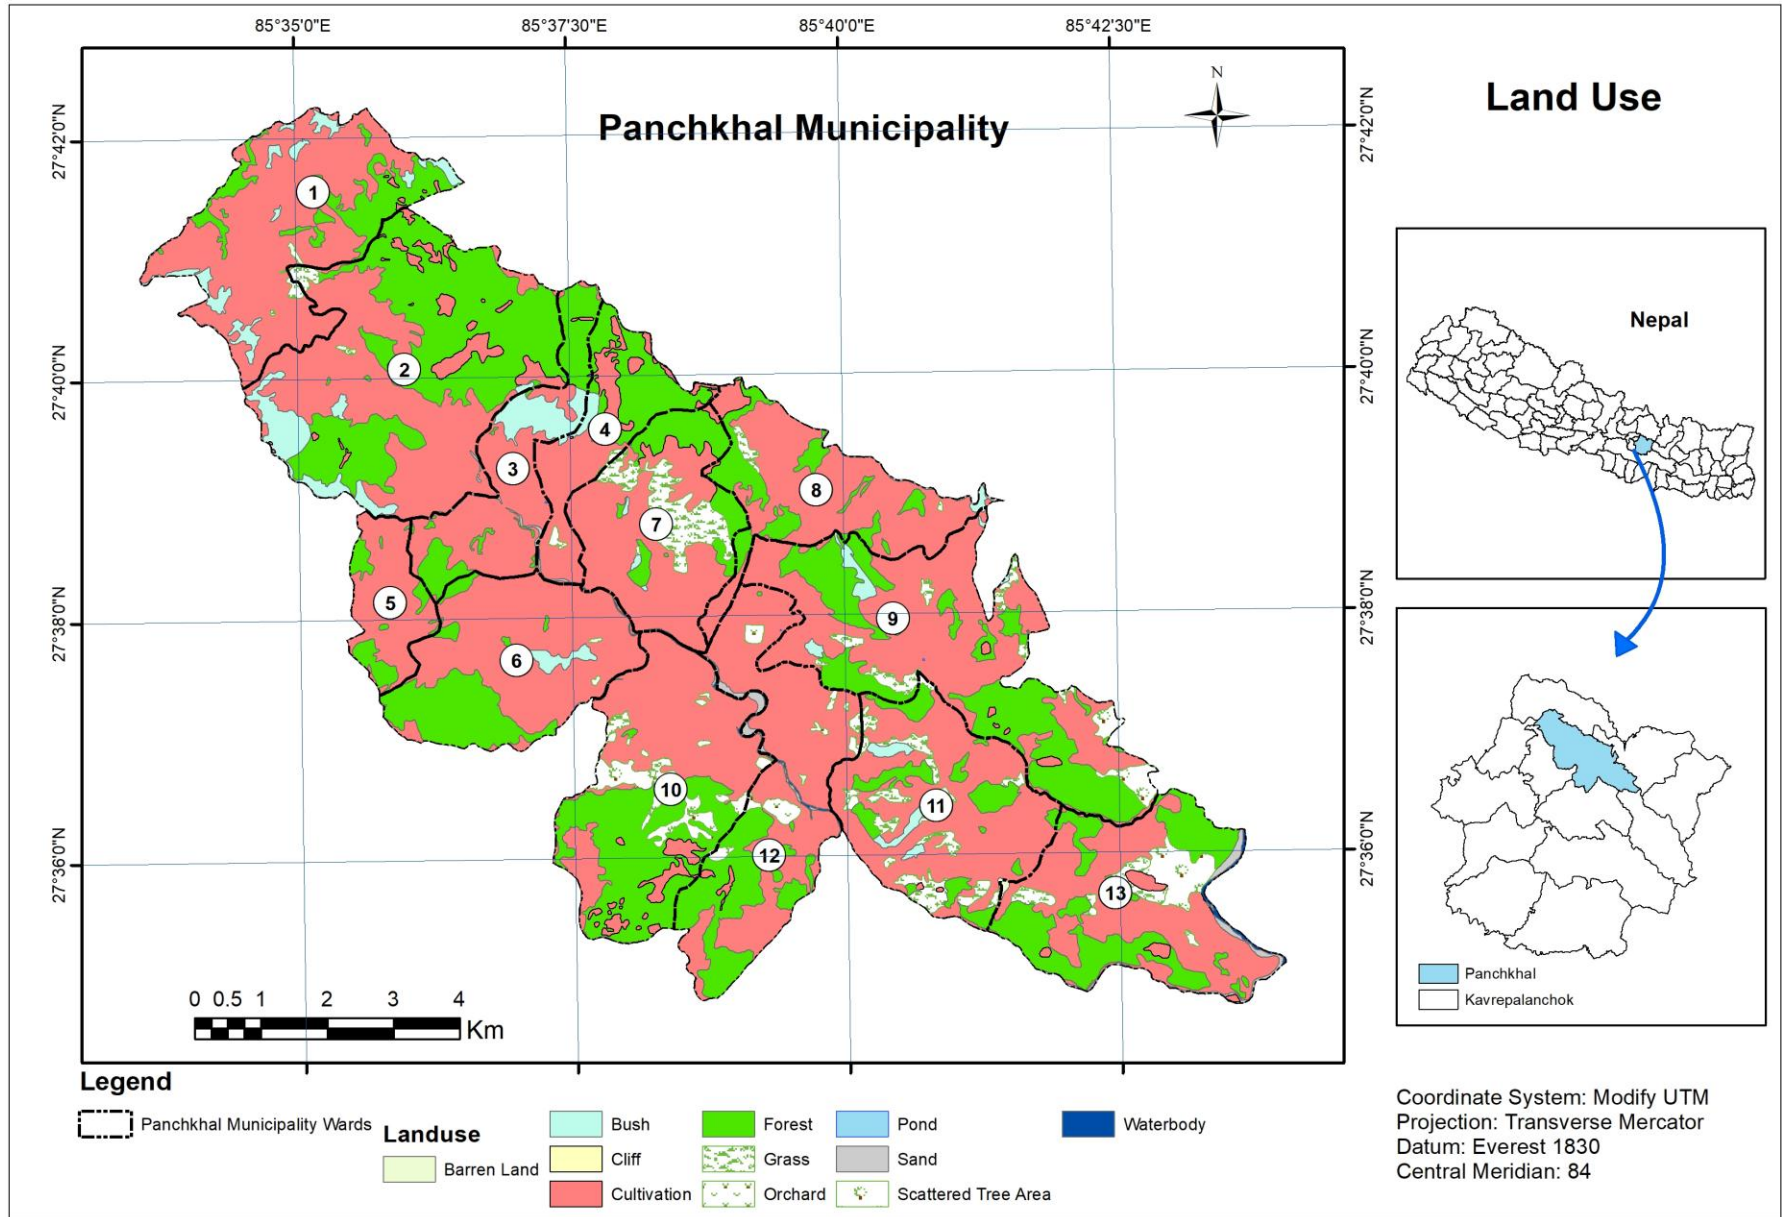 85°35'0"E
85°37'30"E
85°40'0"E
85°42'30"E
N
Panchkhal Municipality
Land Use
27°42'0"N
27°42'0"N
1
Nepal
27°40'0"N
2
27°40'0"N
4
3
8
7
27°38'0"N
5
9
27°38'0"N
6
10
11
27°36'0"N
12
27°36'0"N
13
Panchkhal
Kavrepalanchok
0 0.5 1 2 3 4
Km
Legend
Panchkhal Municipality Wards
Landuse
Barren Land
Bush
Cliff
Cultivation
Forest
Grass
Orchard
Pond
Sand
Scattered Tree Area
Waterbody
Coordinate System: Modify UTM
Projection: Transverse Mercator
Datum: Everest 1830
Central Meridian: 84